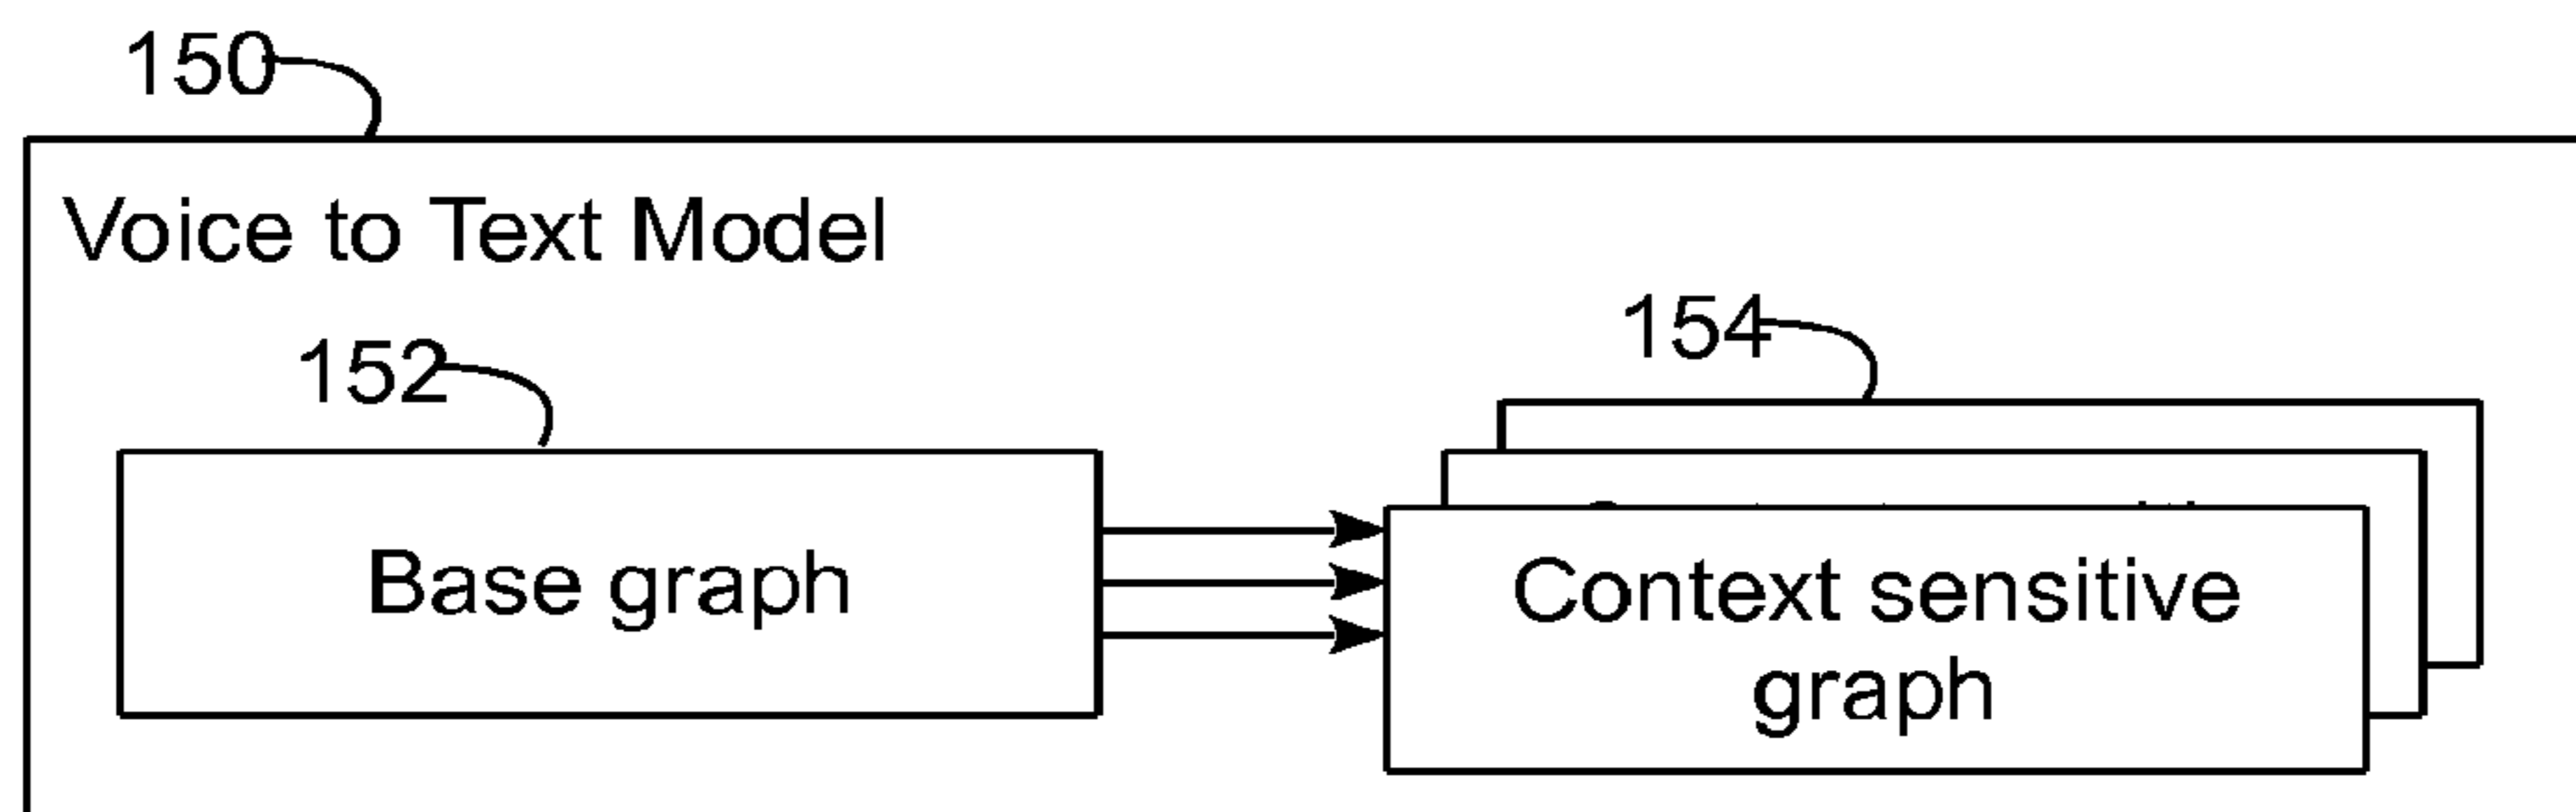 150
Voice to Text Model
154
152
Base graph
Context sensitive
graph